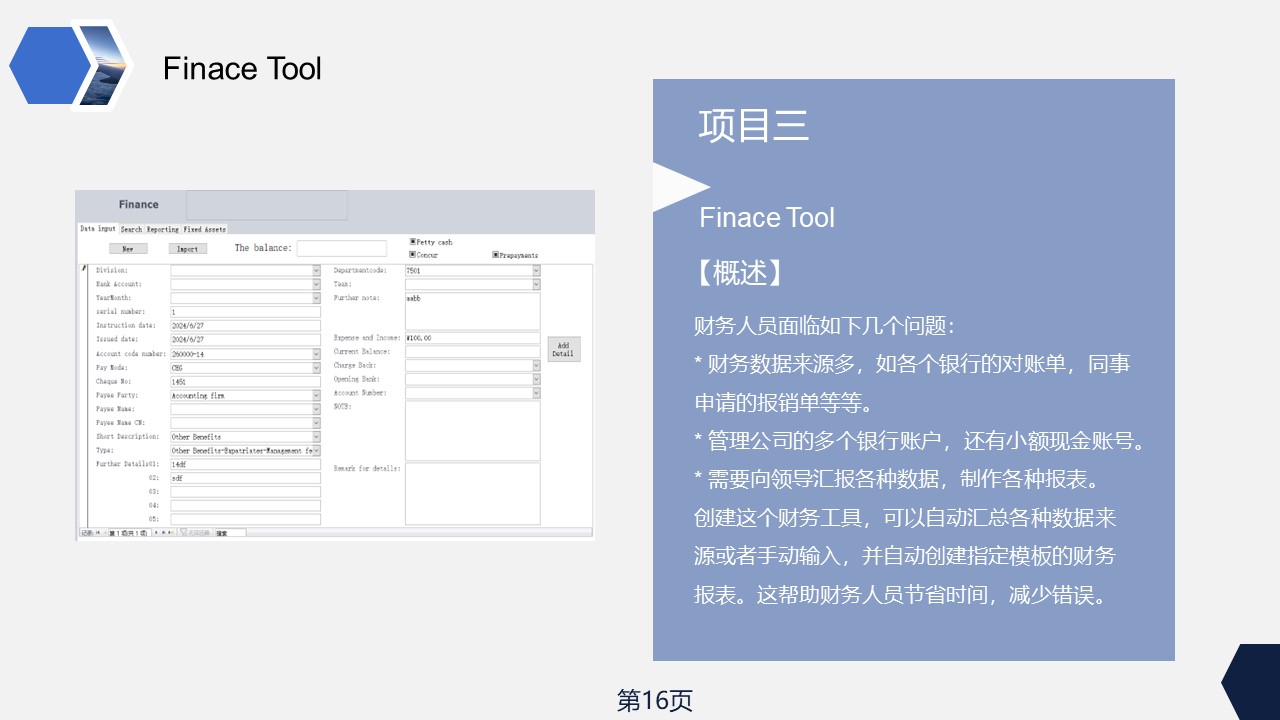 Finace Tool
项目三
Finace Tool
【概述】
财务人员面临如下几个问题：
* 财务数据来源多，如各个银行的对账单，同事
申请的报销单等等。
* 管理公司的多个银行账户，还有小额现金账号。
* 需要向领导汇报各种数据，制作各种报表。
创建这个财务工具，可以自动汇总各种数据来
源或者手动输入，并自动创建指定模板的财务
报表。这帮助财务人员节省时间，减少错误。
Finance
Data input Search Reporting Fixed Assets
New Import The balance: Petty cash
Concur Prepayments
Division:
Bank Account:
YearMonth:
serial number: 1
Instruction date: 2024/6/27
Issued date: 2024/6/27
Account code number: 260000-14
Pay Mode: CHG
Cheque No: 1451
Payee Party: Accounting firm
Payee Name:
Payee Name CN:
Short Description: Other Benefits
Type: Other Benefits-Expatriates-Management fe
Further Details01: 14df
02: sdf
03:
04:
05:
Departmentcode: 7501
Team:
Further note: aabb
Expense and Income: ¥100.00
Current Balance:
Charge Back:
Opening Bank:
Account Number:
NOTE:
Remark for details:
Add
Detail
记录: 第 1 项(共 1 项) 搜索
第16页